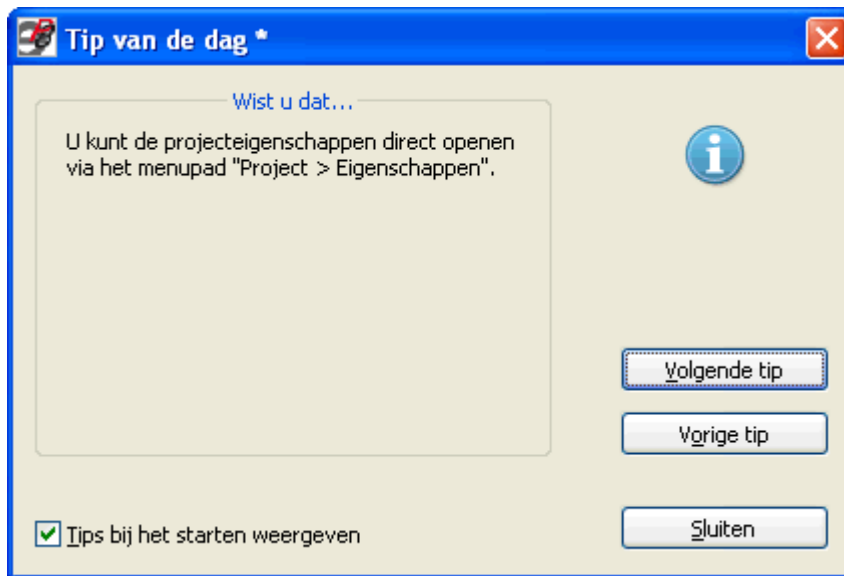 Tip van de dag *
Wist u dat...
U kunt de projecteigenschappen direct openen
via het menupad "Project > Eigenschappen".
Volgende tip
Vorige tip
Tips bij het starten weergeven
Sluiten